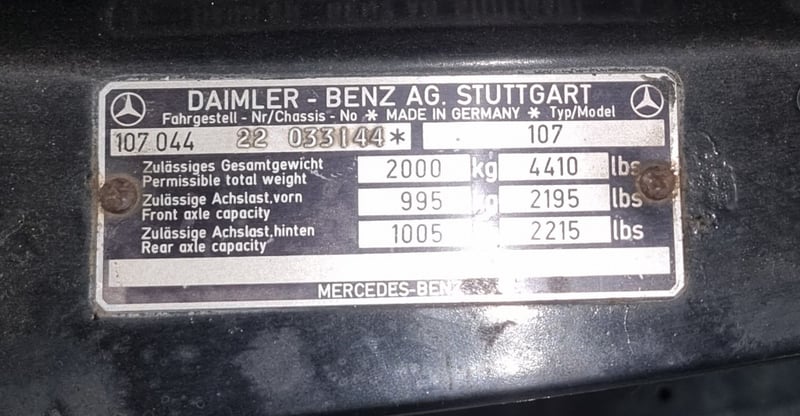 DAIMLER - BENZ AG. STUTTGART
Fahrgestell - Nr/Chassis - No * MADE IN GERMANY * Typ/Model
107.044 22 033144* 107
Zulässiges Gesamtgewicht
Permissible total weight 2000 kg 4410 lbs
Zulässige Achslast,vorn
Front axle capacity 995 kg 2195 lbs
Zulässige Achslast,hinten
Rear axle capacity 1005 2215 lbs
MERCEDES-BENZ